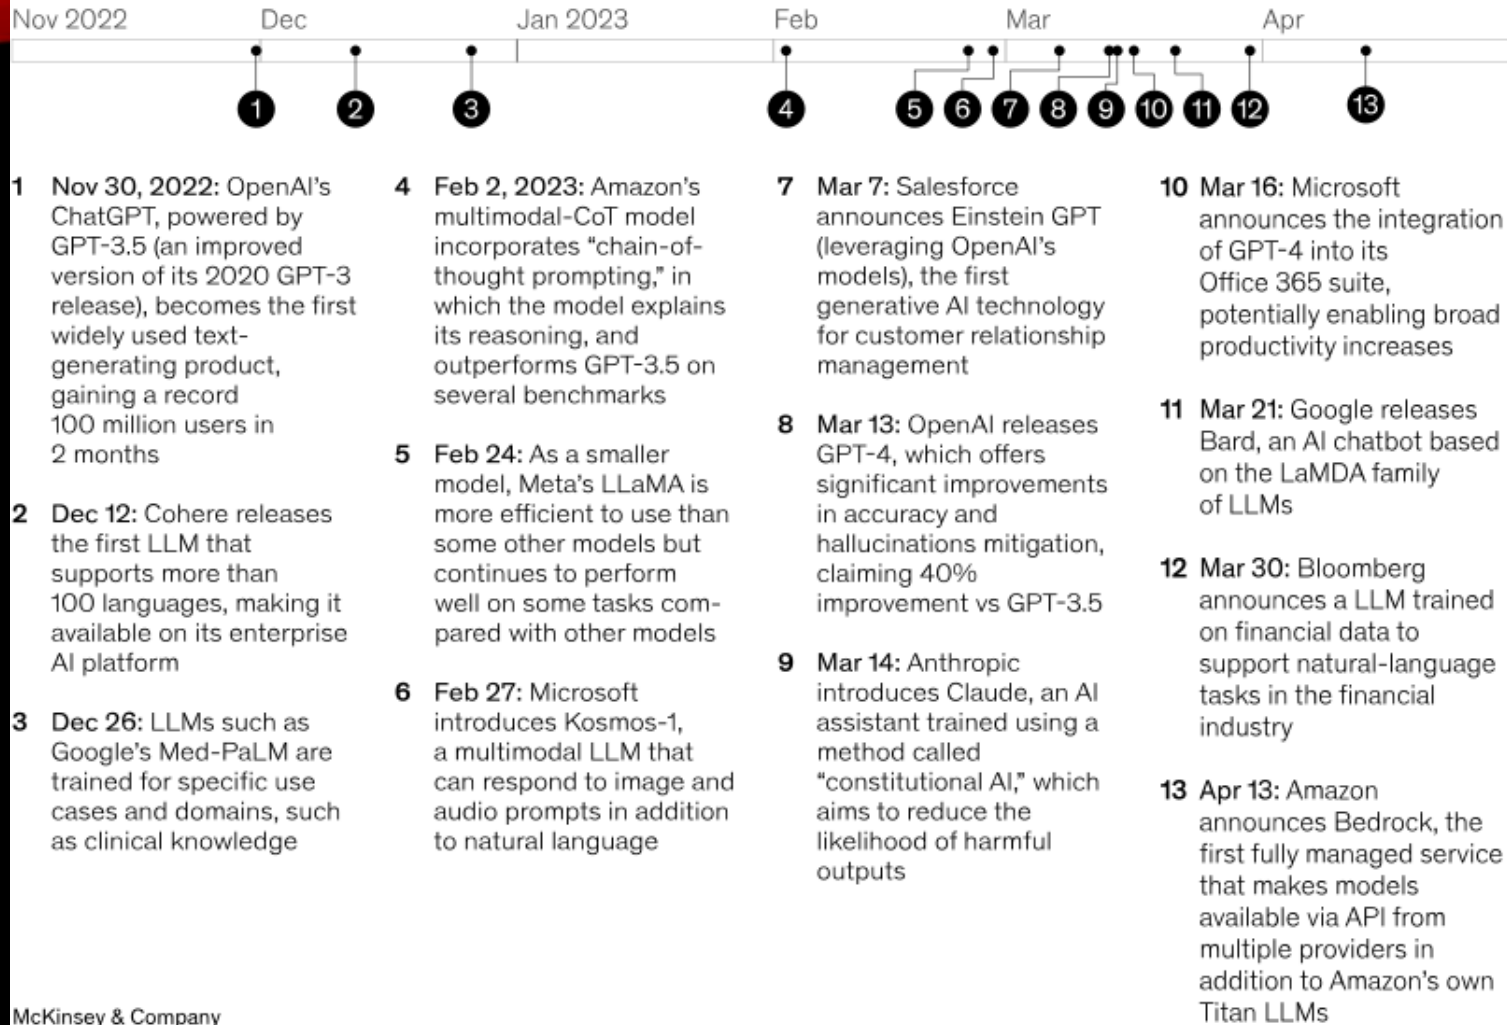 Nov 2022 Dec Jan 2023 Feb Mar Apr
1 2 3 4 5 6 7 8 9 10 11 12 13
1 Nov 30, 2022: OpenAI's
ChatGPT, powered by
GPT-3.5 (an improved
version of its 2020 GPT-3
release), becomes the first
widely used text-
generating product,
gaining a record
100 million users in
2 months
2 Dec 12: Cohere releases
the first LLM that
supports more than
100 languages, making it
available on its enterprise
AI platform
3 Dec 26: LLMs such as
Google's Med-PaLM are
trained for specific use
cases and domains, such
as clinical knowledge
4 Feb 2, 2023: Amazon's
multimodal-CoT model
incorporates “chain-of-
thought prompting,” in
which the model explains
its reasoning, and
outperforms GPT-3.5 on
several benchmarks
5 Feb 24: As a smaller
model, Meta's LLaMA is
more efficient to use than
some other models but
continues to perform
well on some tasks com-
pared with other models
6 Feb 27: Microsoft
introduces Kosmos-1,
a multimodal LLM that
can respond to image and
audio prompts in addition
to natural language
7 Mar 7: Salesforce
announces Einstein GPT
(leveraging OpenAI's
models), the first
generative AI technology
for customer relationship
management
8 Mar 13: OpenAI releases
GPT-4, which offers
significant improvements
in accuracy and
hallucinations mitigation,
claiming 40%
improvement vs GPT-3.5
9 Mar 14: Anthropic
introduces Claude, an AI
assistant trained using a
method called
“constitutional AI,” which
aims to reduce the
likelihood of harmful
outputs
10 Mar 16: Microsoft
announces the integration
of GPT-4 into its
Office 365 suite,
potentially enabling broad
productivity increases
11 Mar 21: Google releases
Bard, an AI chatbot based
on the LaMDA family
of LLMs
12 Mar 30: Bloomberg
announces a LLM trained
on financial data to
support natural-language
tasks in the financial
industry
13 Apr 13: Amazon
announces Bedrock, the
first fully managed service
that makes models
available via API from
multiple providers in
addition to Amazon's own
Titan LLMs
McKinsey & Company